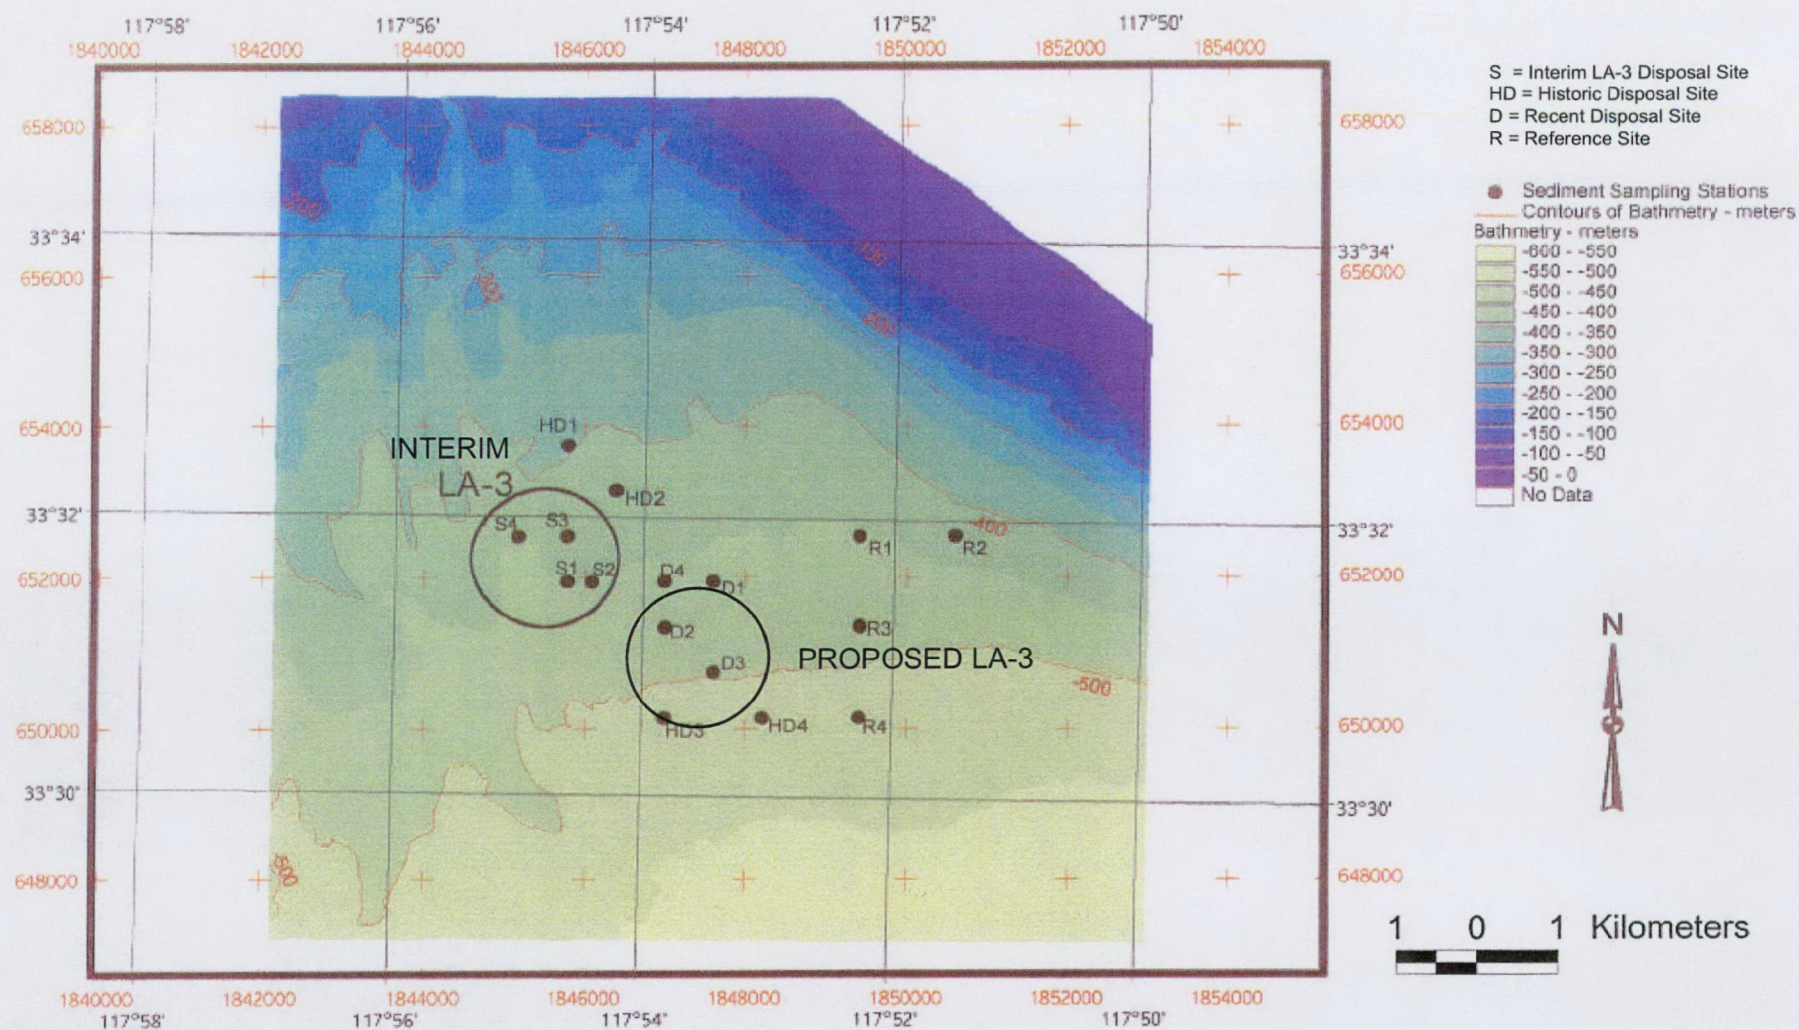 117°58' 117°56' 117°54' 117°52' 117°50'
1840000 1842000 1844000 1846000 1848000 1850000 1852000 1854000
S = Interim LA-3 Disposal Site
HD = Historic Disposal Site
D = Recent Disposal Site
R = Reference Site
658000 658000
Sediment Sampling Stations
Contours of Bathmetry - meters
Bathmetry - meters
-600 - -550
-550 - -500
-500 - -450
-450 - -400
-400 - -350
-350 - -300
-300 - -250
-250 - -200
-200 - -150
-150 - -100
-100 - -50
-50 - 0
No Data
-200
33°34' 33°34'
-100
656000 656000
-300
-200
654000 654000
HD1
INTERIM
LA-3
HD2
33°32' 33°32'
S4 S3
-400
R1 R2
S1 S2 D4 D1
652000 652000
D2 R3
D3 PROPOSED LA-3
-500
650000 650000
HD3 HD4 R4
N
33°30' 33°30'
-500
648000 648000
1 0 1 Kilometers
1840000 1842000 1844000 1846000 1848000 1850000 1852000 1854000
117°58' 117°56' 117°54' 117°52' 117°50'